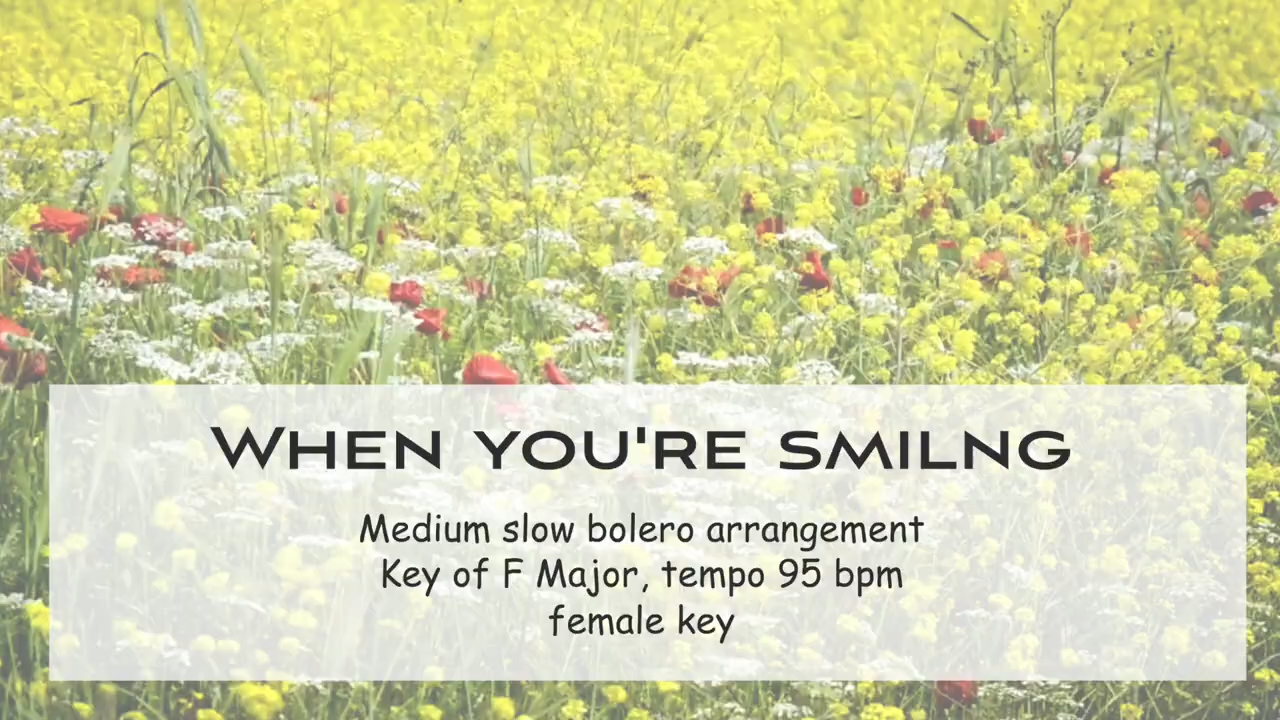 When you're smilng
Medium slow bolero arrangement
Key of F Major, tempo 95 bpm
female key